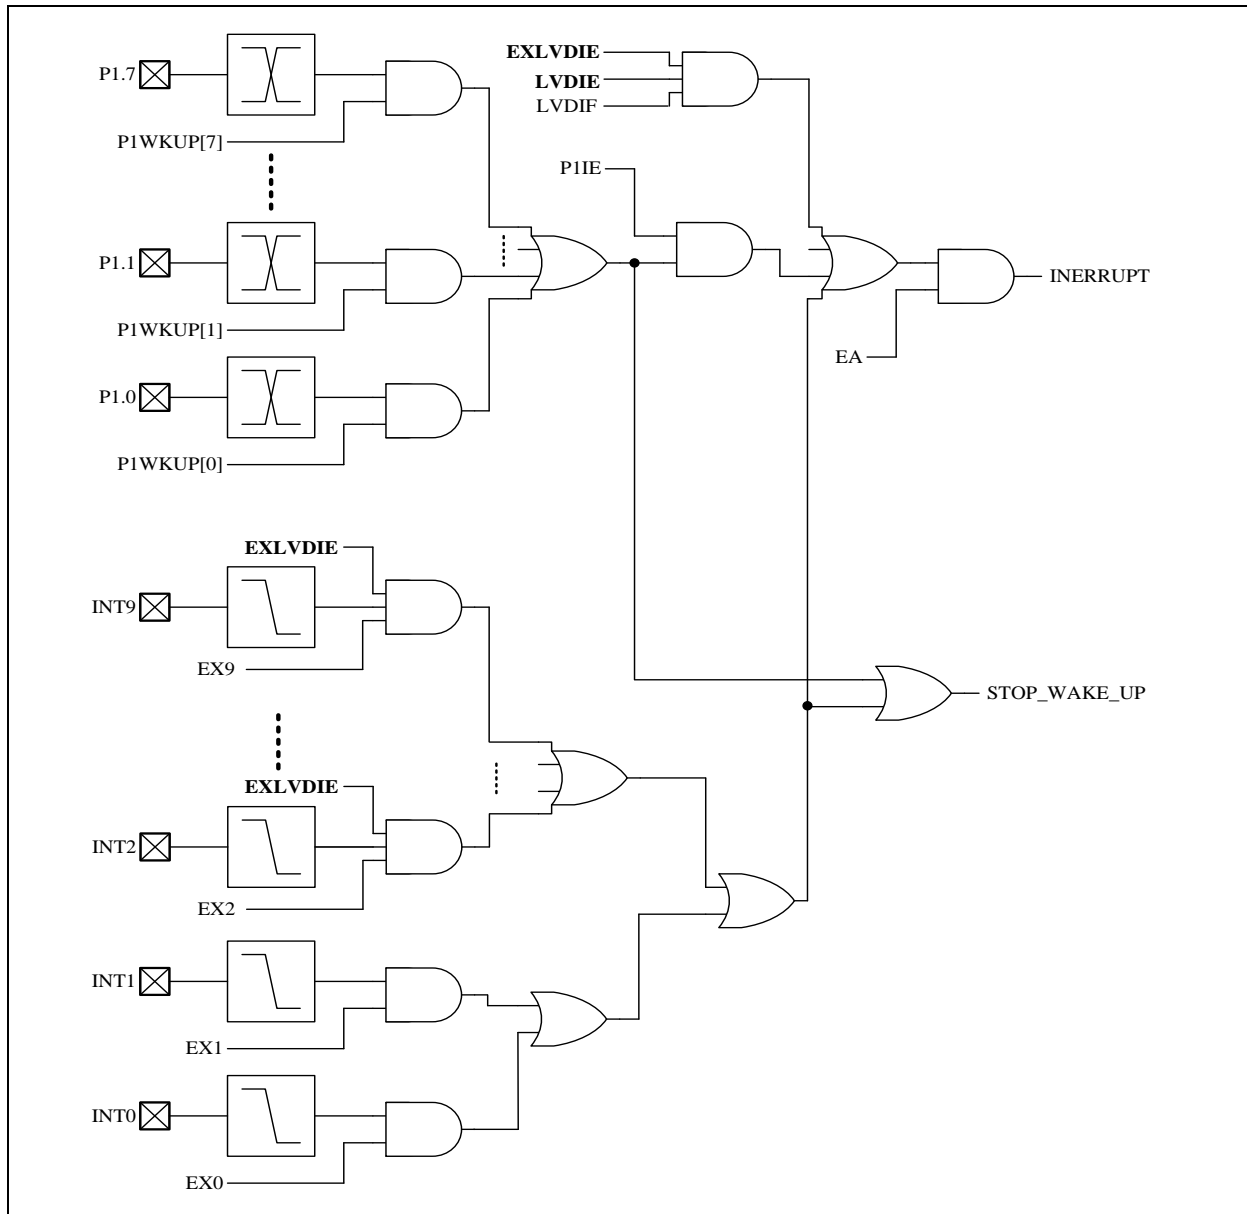 EXLVDIE
P1.7
LVDIE
LVDIF
P1WKUP[7]
P1IE
P1.1
INERRUPT
P1WKUP[1]
EA
P1.0
P1WKUP[0]
EXLVDIE
INT9
EX9
STOP_WAKE_UP
EXLVDIE
INT2
EX2
INT1
EX1
INT0
EX0